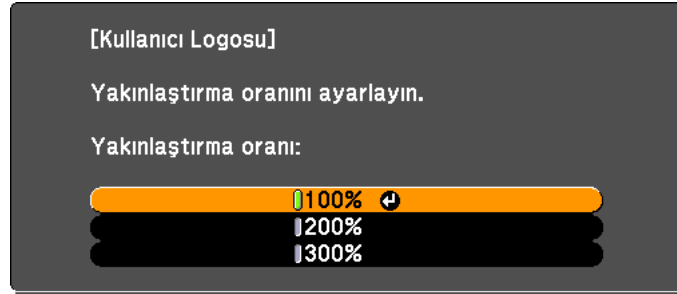 [Kullanıcı Logosu]
Yakınlaştırma oranını ayarlayın.
Yakınlaştırma oranı:
100%
200%
300%